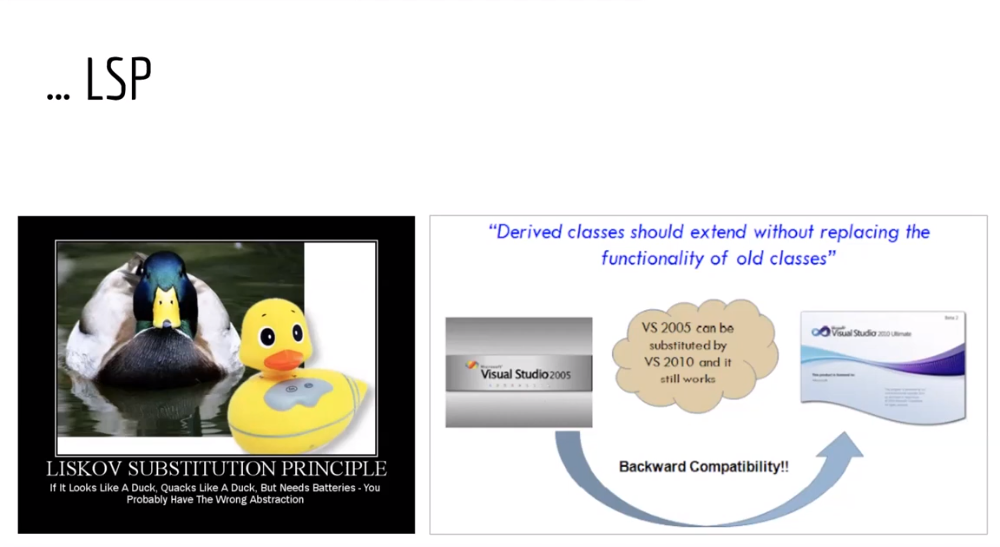 ... LSP
LISKOV SUBSTITUTION PRINCIPLE
If It Looks Like A Duck, Quacks Like A Duck, But Needs Batteries - You
Probably Have The Wrong Abstraction
“Derived classes should extend without replacing the
functionality of old classes”
Visual Studio 2005
VS 2005 can be
substituted by
VS 2010 and it
still works
Visual Studio 2010 Ultimate
Backward Compatibility!!